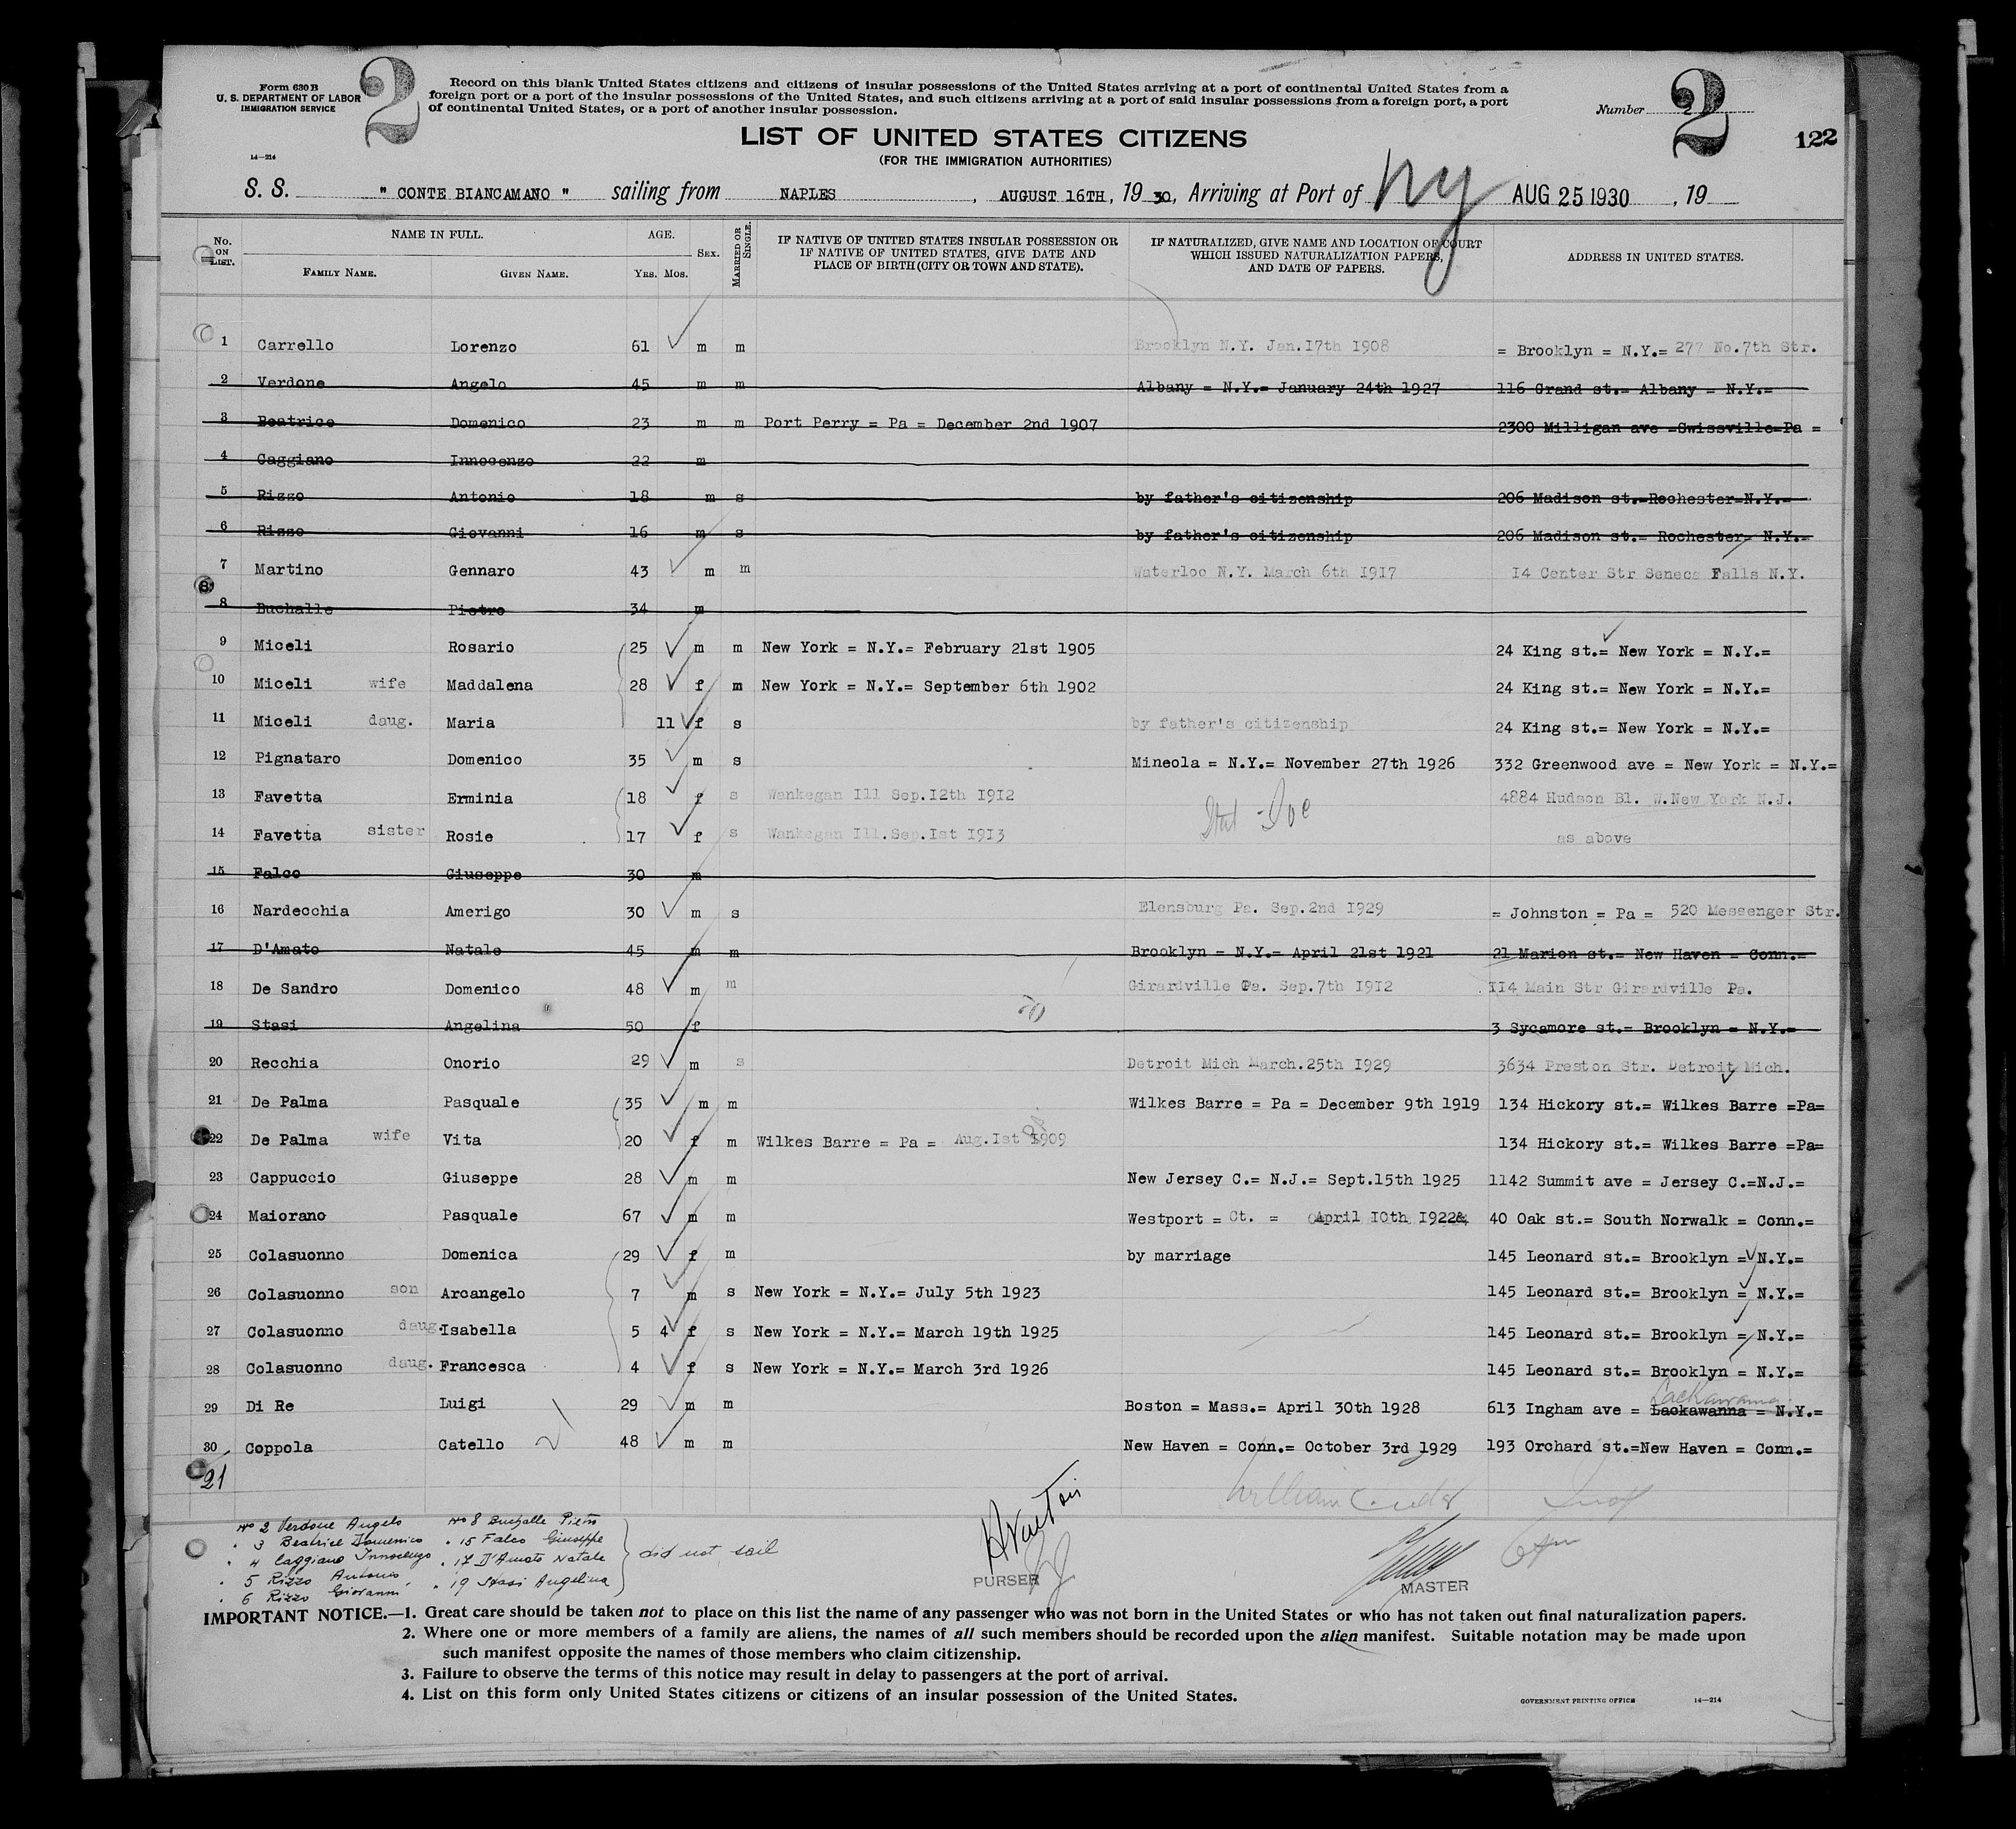 Form 630 B
U. S. DEPARTMENT OF LABOR
IMMIGRATION SERVICE
2
Record on this blank United States citizens and citizens of insular possessions of the United States arriving at a port of continental United States from a
foreign port or a port of the insular possessions of the United States, and such citizens arriving at a port of said insular possessions from a foreign port, a port
of continental United States, or a port of another insular possession.
Number 2
2
122
14—214
LIST OF UNITED STATES CITIZENS
(FOR THE IMMIGRATION AUTHORITIES)
S. S. " CONTE BIANCAMANO " sailing from NAPLES , AUGUST 16TH, 19 30, Arriving at Port of NY AUG 25 1930 , 19
No. ON LIST. NAME IN FULL. FAMILY NAME. GIVEN NAME. AGE. YRS. MOS. SEX. MARRIED OR SINGLE. IF NATIVE OF UNITED STATES INSULAR POSSESSION OR IF NATIVE OF UNITED STATES, GIVE DATE AND PLACE OF BIRTH (CITY OR TOWN AND STATE). IF NATURALIZED, GIVE NAME AND LOCATION OF COURT WHICH ISSUED NATURALIZATION PAPERS, AND DATE OF PAPERS. ADDRESS IN UNITED STATES.
1 Carrello Lorenzo 61 m m Brooklyn N.Y. Jan.17th 1908 = Brooklyn = N.Y.= 277 No.7th Str.
2 Verdone Angelo 45 m m Albany = N.Y.= January 24th 1927 116 Grand st.= Albany = N.Y.=
3 Beatrice Domenico 23 m m Port Perry = Pa = December 2nd 1907 2300 Milligan ave =Swissville=Pa =
4 Caggiano Innocenzo 22 m
5 Rizzo Antonio 18 m s by father's citizenship 206 Madison st.=Rochester=N.Y.=
6 Rizzo Giovanni 16 m s by father's citizenship 206 Madison st.= Rochester= N.Y.=
7 Martino Gennaro 43 m m Waterloo N.Y. March 6th 1917 14 Center Str Seneca Falls N.Y.
8 Buchalle Pietro 34 m
9 Miceli Rosario 25 m m New York = N.Y.= February 21st 1905 24 King st.= New York = N.Y.=
10 Miceli wife Maddalena 28 f m New York = N.Y.= September 6th 1902 24 King st.= New York = N.Y.=
11 Miceli daug. Maria 11 f s by father's citizenship 24 King st.= New York = N.Y.=
12 Pignataro Domenico 35 m s Mineola = N.Y.= November 27th 1926 332 Greenwood ave = New York = N.Y.=
13 Favetta Erminia 18 f s Wankegan Ill Sep.12th 1912 4884 Hudson Bl. W.New York N.J.
14 Favetta sister Rosie 17 f s Wankegan Ill.Sep.1st 1913 as above
15 Falco Giuseppe 30 m
16 Nardecchia Amerigo 30 m s Elensburg Pa. Sep.2nd 1929 = Johnston = Pa = 520 Messenger Str.
17 D'Amato Natale 45 m m Brooklyn = N.Y.= April 21st 1921 21 Marion st.= New Haven = Conn.=
18 De Sandro Domenico 48 m m Girardville Pa. Sep.7th 1912 114 Main Str Girardville Pa.
19 Stasi Angelina 50 f 3 Sycamore st.= Brooklyn = N.Y.=
20 Recchia Onorio 29 m s Detroit Mich March.25th 1929 3634 Preston Str. Detroit Mich.
21 De Palma Pasquale 35 m m Wilkes Barre = Pa = December 9th 1919 134 Hickory st.= Wilkes Barre =Pa=
22 De Palma wife Vita 20 f m Wilkes Barre = Pa = Aug.1st 1909 134 Hickory st.= Wilkes Barre =Pa=
23 Cappuccio Giuseppe 28 m m New Jersey C.= N.J.= Sept.15th 1925 1142 Summit ave = Jersey C.=N.J.=
24 Maiorano Pasquale 67 m m Westport = Ct. = April 10th 1922 40 Oak st.= South Norwalk = Conn.=
25 Colasuonno Domenica 29 f m by marriage 145 Leonard st.= Brooklyn = N.Y.=
26 Colasuonno son Arcangelo 7 m s New York = N.Y.= July 5th 1923 145 Leonard st.= Brooklyn = N.Y.=
27 Colasuonno daug. Isabella 5 4 f s New York = N.Y.= March 19th 1925 145 Leonard st.= Brooklyn = N.Y.=
28 Colasuonno daug. Francesca 4 f s New York = N.Y.= March 3rd 1926 145 Leonard st.= Brooklyn = N.Y.=
29 Di Re Luigi 29 m m Boston = Mass.= April 30th 1928 613 Ingham ave = Laokawanna = N.Y.= Lackawanna
30 Coppola Catello 48 m m New Haven = Conn.= October 3rd 1929 193 Orchard st.=New Haven = Conn.=
21
No 2 Verdone Angelo No 8 Buchalle Pietro
" 3 Beatrice Domenico " 15 Falco Giuseppe
" 4 Caggiano Innocenzo " 17 D'Amato Natale
" 5 Rizzo Antonio " 19 Stasi Angelina
" 6 Rizzo Giovanni
did not sail
PURSER
MASTER
IMPORTANT NOTICE.—1. Great care should be taken not to place on this list the name of any passenger who was not born in the United States or who has not taken out final naturalization papers.
2. Where one or more members of a family are aliens, the names of all such members should be recorded upon the alien manifest. Suitable notation may be made upon
such manifest opposite the names of those members who claim citizenship.
3. Failure to observe the terms of this notice may result in delay to passengers at the port of arrival.
4. List on this form only United States citizens or citizens of an insular possession of the United States.
GOVERNMENT PRINTING OFFICE 14—214